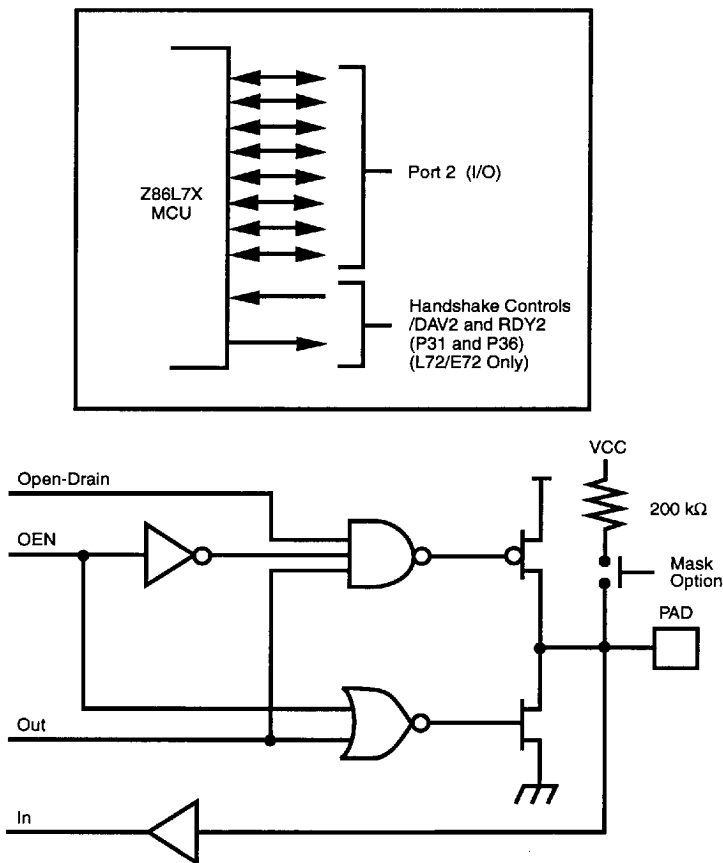 Z86L7X
MCU
Port 2 (I/O)
Handshake Controls
/DAV2 and RDY2
(P31 and P36)
(L72/E72 Only)
Open-Drain
OEN
VCC
200 kΩ
Mask
Option
PAD
Out
In